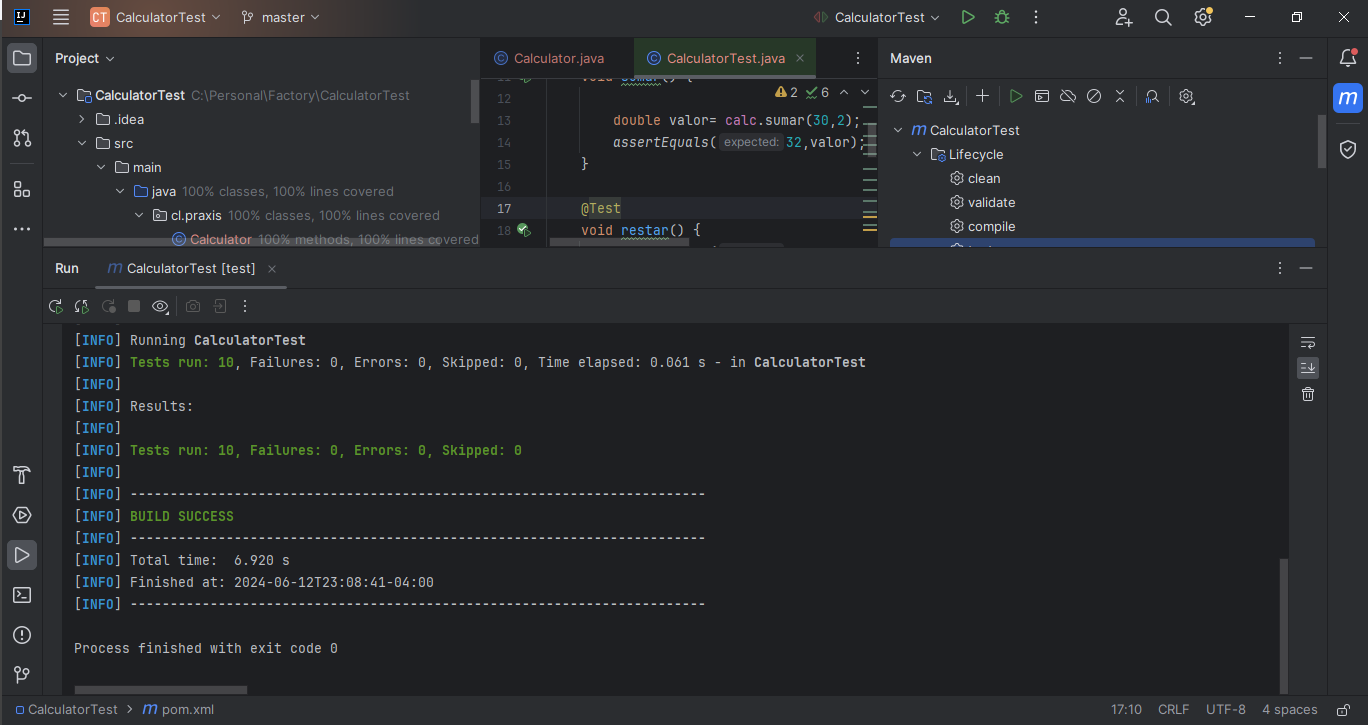 CT CalculatorTest master CalculatorTest
Project
CalculatorTest C:\Personal\Factory\CalculatorTest
.idea
src
main
java 100% classes, 100% lines covered
cl.praxis 100% classes, 100% lines covered
Calculator 100% methods, 100% lines covered
Calculator.java CalculatorTest.java
2 6
12
13 double valor= calc.sumar(30,2);
14 assertEquals( expected: 32,valor);
15 }
16
17 @Test
18 void restar() {
Maven
m CalculatorTest
Lifecycle
clean
validate
compile
m
Run m CalculatorTest [test]
[INFO] Running CalculatorTest
[INFO] Tests run: 10, Failures: 0, Errors: 0, Skipped: 0, Time elapsed: 0.061 s - in CalculatorTest
[INFO]
[INFO] Results:
[INFO]
[INFO] Tests run: 10, Failures: 0, Errors: 0, Skipped: 0
[INFO]
[INFO] ------------------------------------------------------------------------
[INFO] BUILD SUCCESS
[INFO] ------------------------------------------------------------------------
[INFO] Total time:  6.920 s
[INFO] Finished at: 2024-06-12T23:08:41-04:00
[INFO] ------------------------------------------------------------------------
Process finished with exit code 0
CalculatorTest > m pom.xml 17:10 CRLF UTF-8 4 spaces